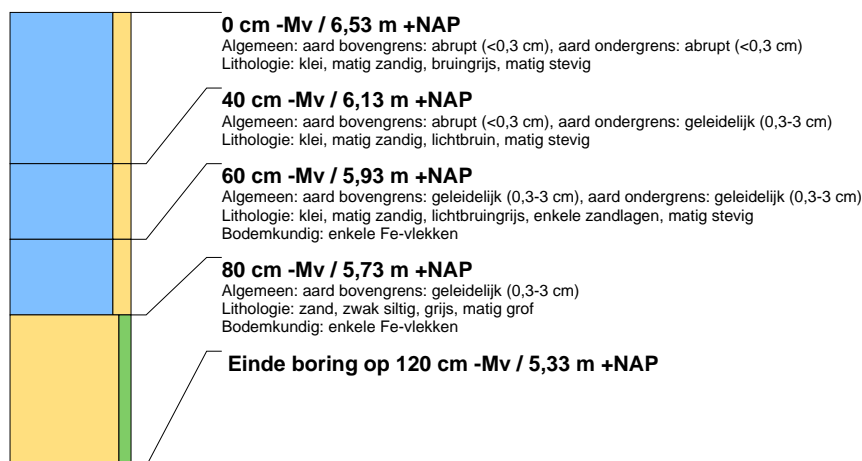 0 cm -Mv / 6,53 m +NAP
Algemeen: aard bovengrens: abrupt (<0,3 cm), aard ondergrens: abrupt (<0,3 cm)
Lithologie: klei, matig zandig, bruingrijs, matig stevig
40 cm -Mv / 6,13 m +NAP
Algemeen: aard bovengrens: abrupt (<0,3 cm), aard ondergrens: geleidelijk (0,3-3 cm)
Lithologie: klei, matig zandig, lichtbruin, matig stevig
60 cm -Mv / 5,93 m +NAP
Algemeen: aard bovengrens: geleidelijk (0,3-3 cm), aard ondergrens: geleidelijk (0,3-3 cm)
Lithologie: klei, matig zandig, lichtbruingrijs, enkele zandlagen, matig stevig
Bodemkundig: enkele Fe-vlekken
80 cm -Mv / 5,73 m +NAP
Algemeen: aard bovengrens: geleidelijk (0,3-3 cm)
Lithologie: zand, zwak siltig, grijs, matig grof
Bodemkundig: enkele Fe-vlekken
Einde boring op 120 cm -Mv / 5,33 m +NAP